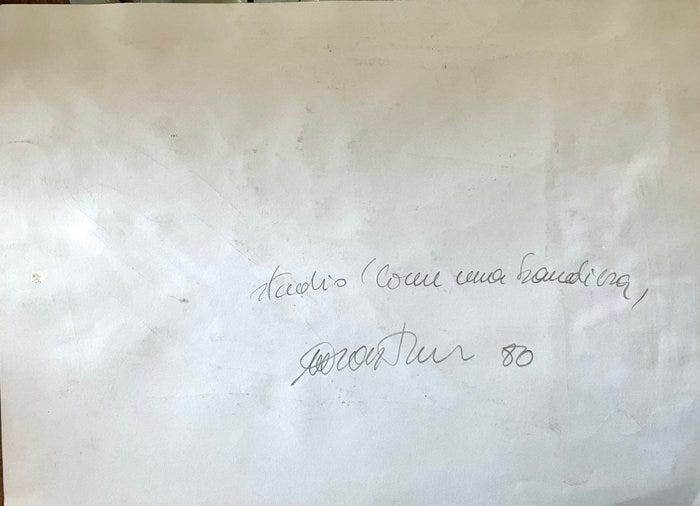 studio (come una bandiera,
80